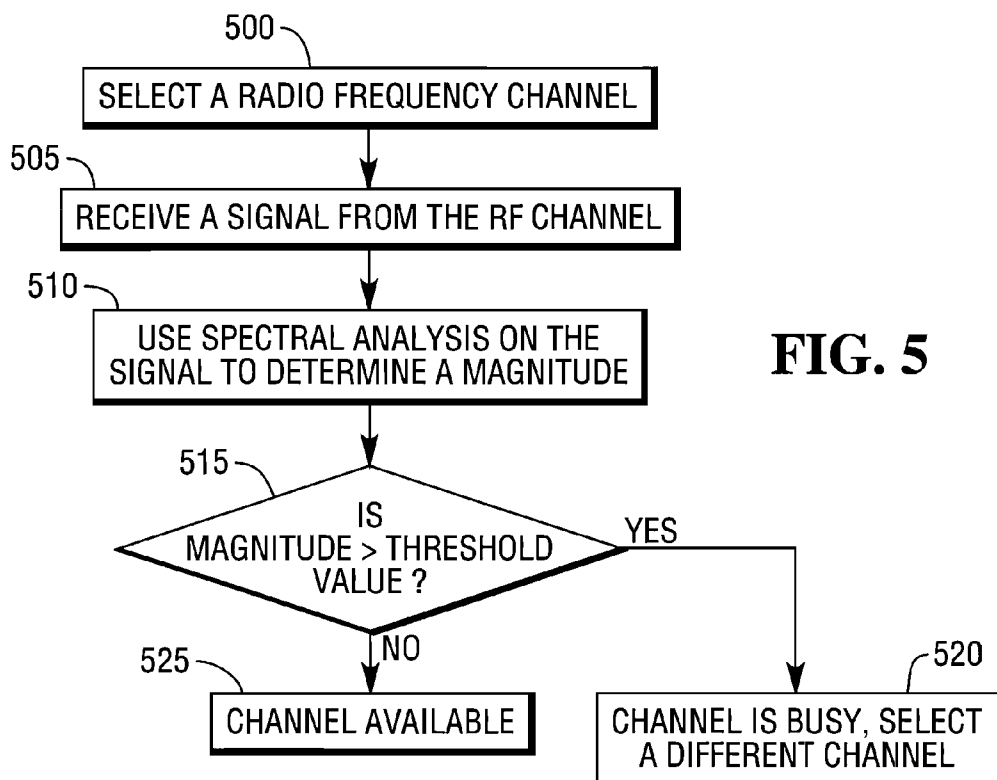 500
SELECT A RADIO FREQUENCY CHANNEL
505
RECEIVE A SIGNAL FROM THE RF CHANNEL
510
USE SPECTRAL ANALYSIS ON THE
SIGNAL TO DETERMINE A MAGNITUDE
FIG. 5
515
IS
MAGNITUDE > THRESHOLD
VALUE ?
YES
NO
525
CHANNEL AVAILABLE
520
CHANNEL IS BUSY, SELECT
A DIFFERENT CHANNEL